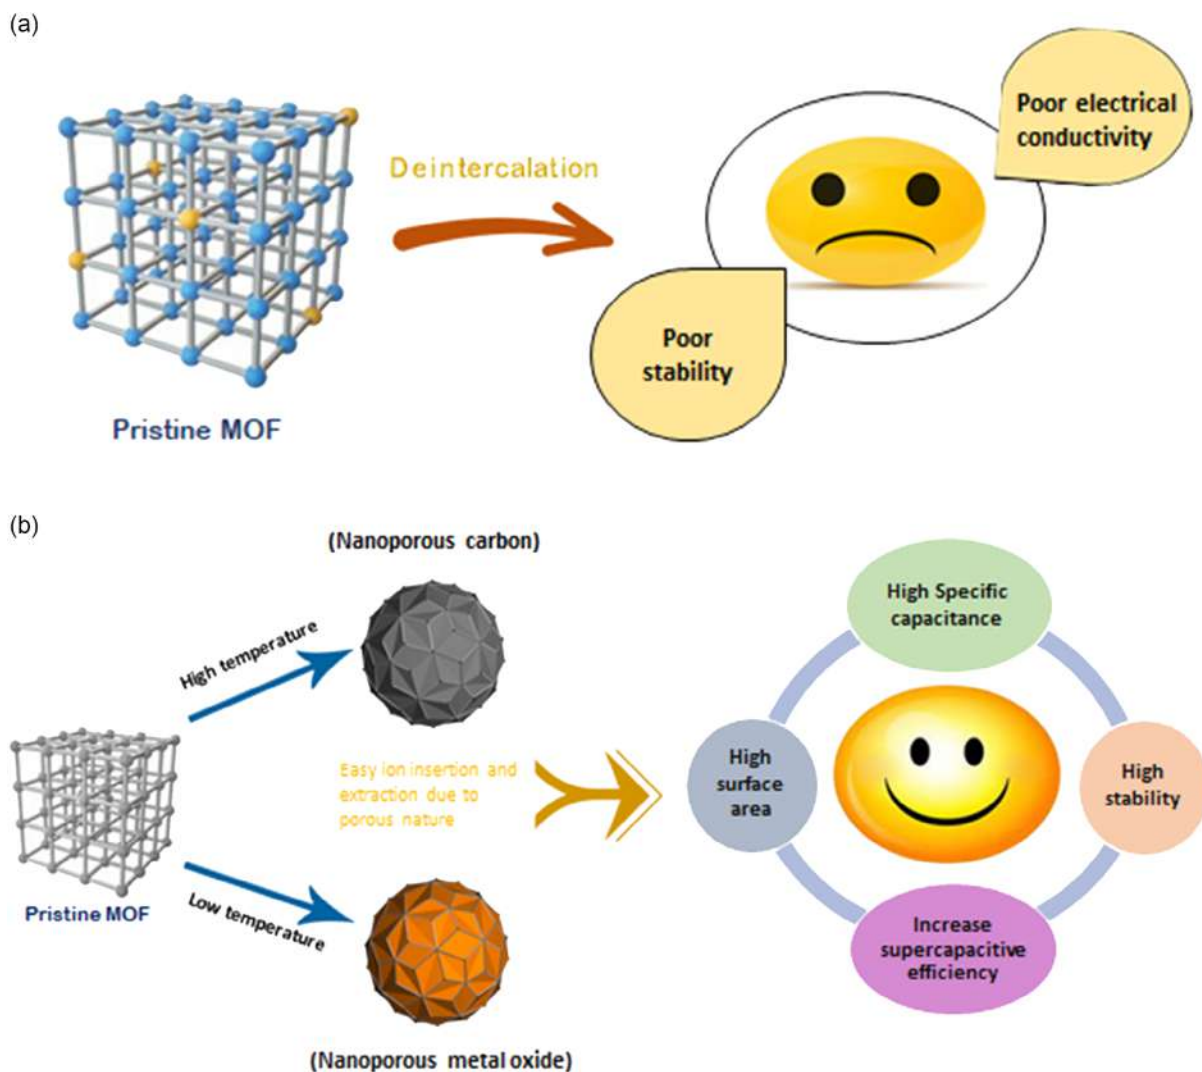 (a)
Poor electrical
conductivity
Deintercalation
Poor
stability
Pristine MOF
(b)
(Nanoporous carbon)
High temperature
High Specific
capacitance
Easy ion insertion and
extraction due to
porous nature
High
surface
area
High
stability
Pristine MOF
Low temperature
Increase
supercapacitive
efficiency
(Nanoporous metal oxide)